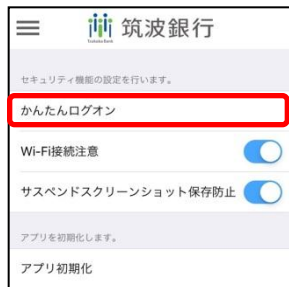 筑波銀行
Tsukuba Bank
セキュリティ機能の設定を行います。
かんたんログオン
Wi-Fi接続注意
サスペンドスクリーンショット保存防止
アプリを初期化します。
アプリ初期化